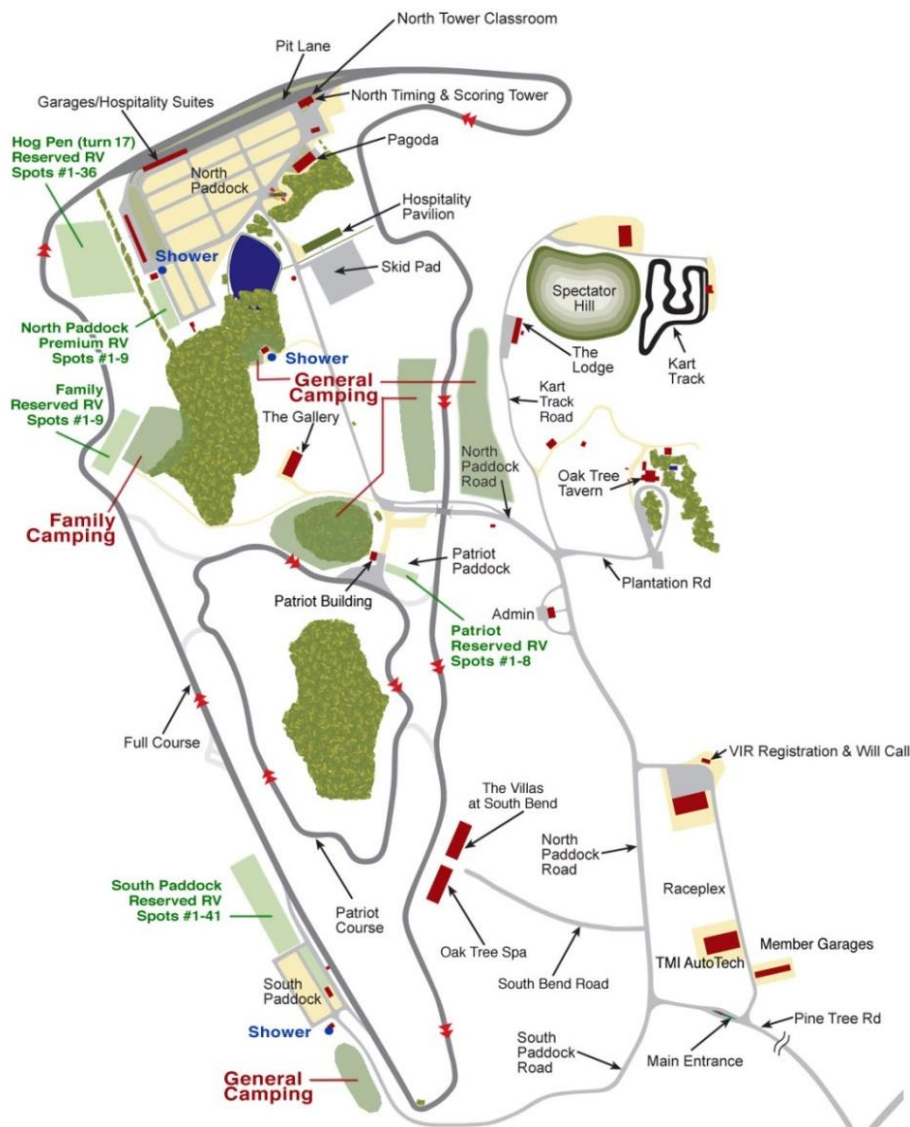 North Tower Classroom
Pit Lane
Garages/Hospitality Suites
North Timing & Scoring Tower
Hog Pen (turn 17)
Reserved RV
Spots #1-36
Pagoda
North
Paddock
Hospitality
Pavilion
Shower
Skid Pad
Spectator
Hill
North Paddock
Premium RV
Spots #1-9
Shower
The
Lodge
Kart
Track
General
Camping
Family
Reserved RV
Spots #1-9
Kart
Track
Road
The Gallery
North
Paddock
Road
Oak Tree
Tavern
Family
Camping
Patriot
Paddock
Plantation Rd
Patriot Building
Admin
Patriot
Reserved RV
Spots #1-8
Full Course
VIR Registration & Will Call
The Villas
at South Bend
North
Paddock
Road
South Paddock
Reserved RV
Spots #1-41
Patriot
Course
Raceplex
Oak Tree Spa
TMI AutoTech
Member Garages
South Bend Road
South
Paddock
Pine Tree Rd
Shower
South
Paddock
Road
Main Entrance
General
Camping